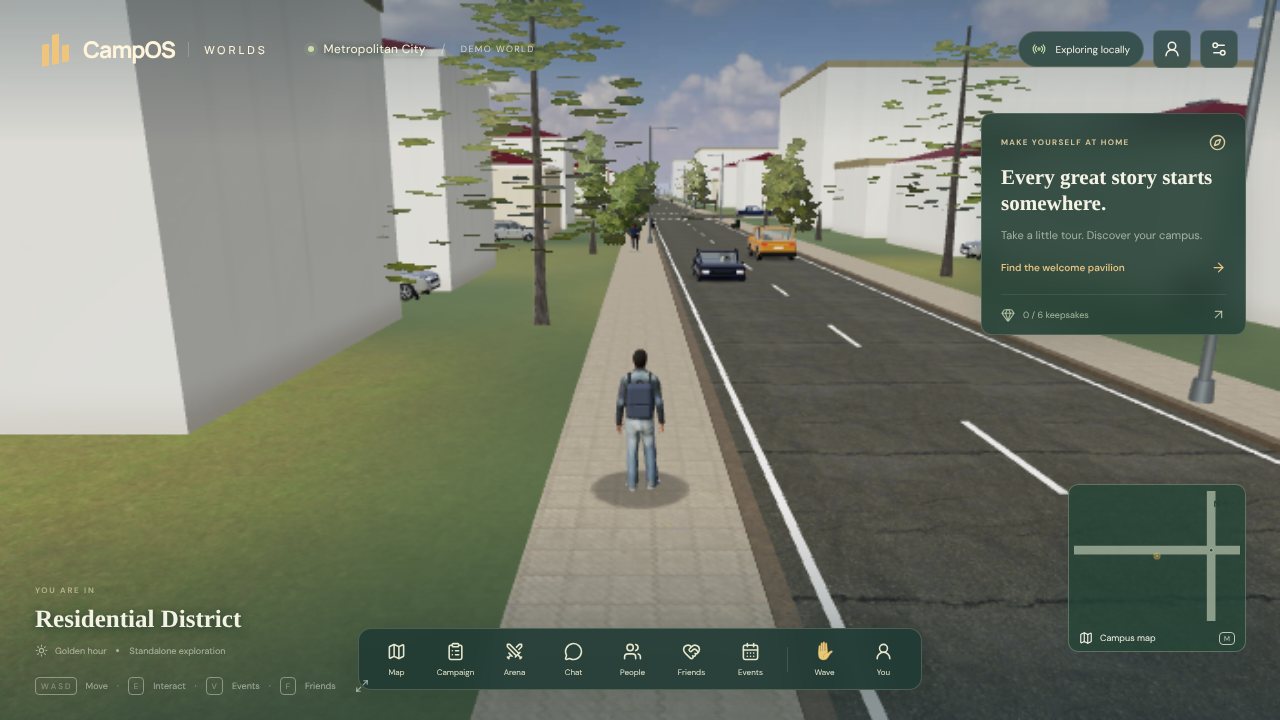 CampOS
WORLDS
Metropolitan City / DEMO WORLD
Exploring locally
MAKE YOURSELF AT HOME
Every great story starts
somewhere.
Take a little tour. Discover your campus.
Find the welcome pavilion
0 / 6 keepsakes
YOU ARE IN
Residential District
Golden hour • Standalone exploration
WASD Move · E Interact · V Events · F Friends
Map
Campaign
Arena
Chat
People
Friends
Events
Wave
You
Campus map
M